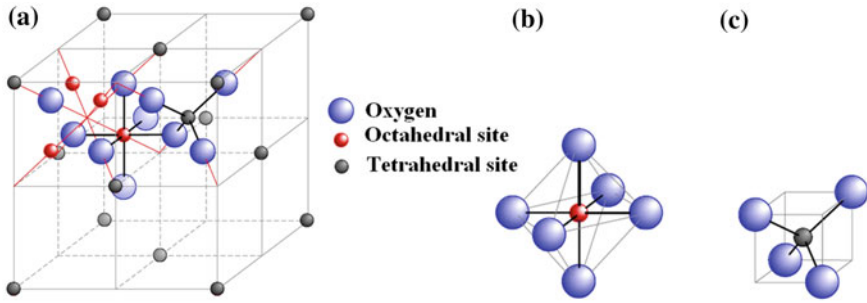 (a)
(b)
(c)
Oxygen
Octahedral site
Tetrahedral site